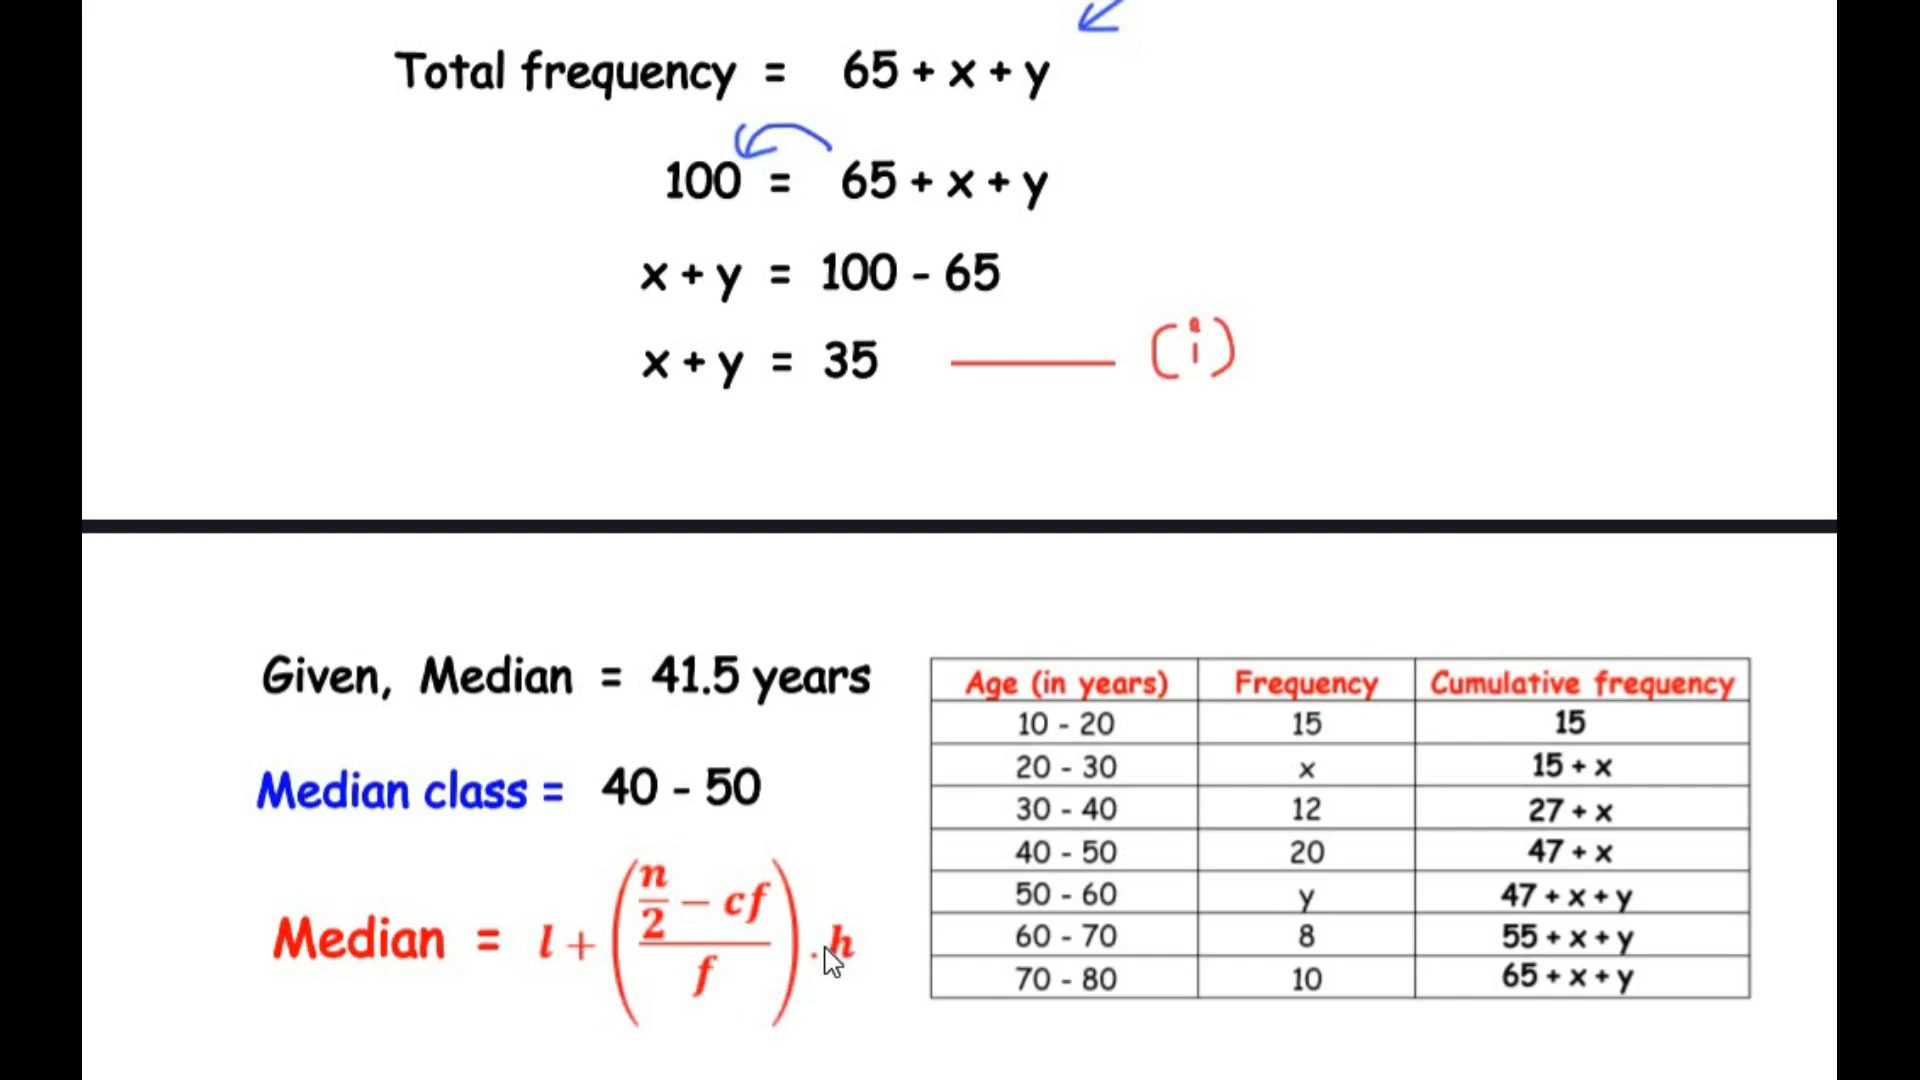 Total frequency = 65 + x + y
100 = 65 + x + y
x + y = 100 - 65
x + y = 35 (i)
Given, Median = 41.5 years
Median class = 40 - 50
Median = l + ( (n/2 − cf) / f ) . h
Age (in years) Frequency Cumulative frequency
10 - 20 15 15
20 - 30 x 15 + x
30 - 40 12 27 + x
40 - 50 20 47 + x
50 - 60 y 47 + x + y
60 - 70 8 55 + x + y
70 - 80 10 65 + x + y